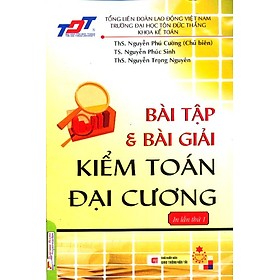 TỔNG LIÊN ĐOÀN LAO ĐỘNG VIỆT NAM
TRƯỜNG ĐẠI HỌC TÔN ĐỨC THẮNG
KHOA KẾ TOÁN
ThS. Nguyễn Phú Cường (Chủ biên)
TS. Nguyễn Phúc Sinh
ThS. Nguyễn Trọng Nguyên
BÀI TẬP
& BÀI GIẢI
KIỂM TOÁN
ĐẠI CƯƠNG
In lần thứ 1